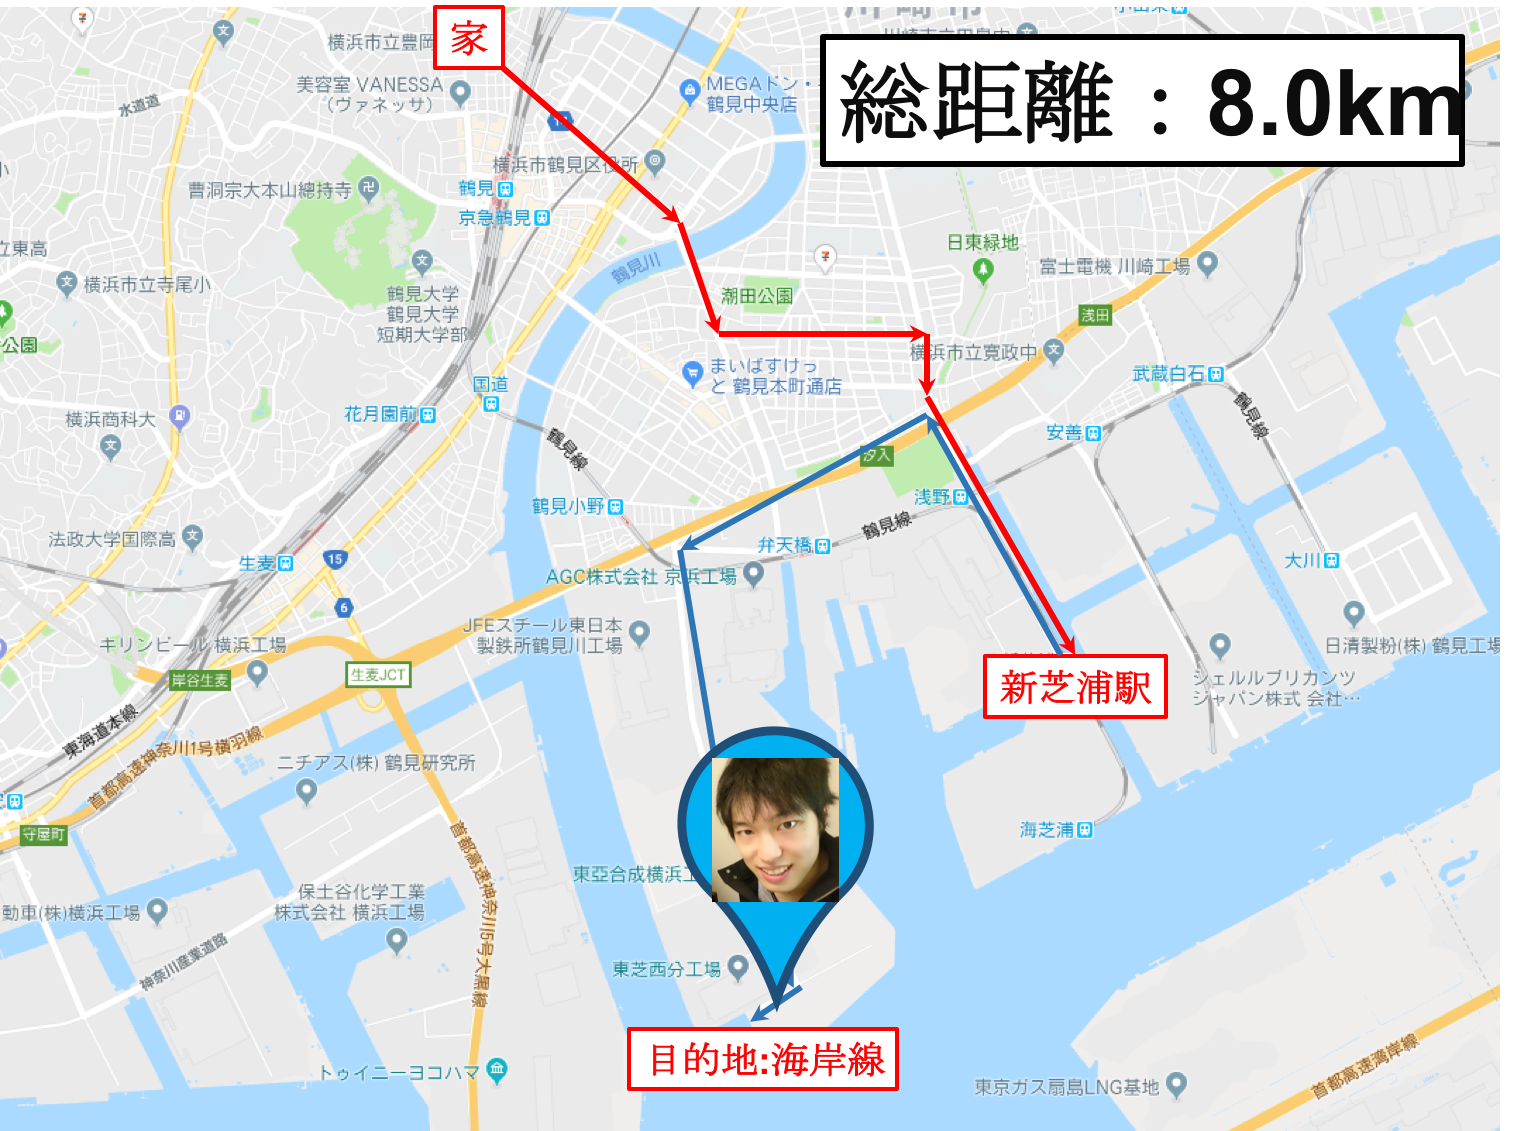 家
総距離：8.0km
横浜市立豊岡
美容室 VANESSA
（ヴァネッサ）
水道道
MEGAドン・
鶴見中央店
横浜市鶴見区役所
曹洞宗大本山總持寺
鶴見
京急鶴見
立東高
横浜市立寺尾小
鶴見大学
鶴見大学
短期大学部
鶴見川
潮田公園
日東緑地
富士電機 川崎工場
浅田
公園
横浜市立寛政中
まいばすけっ
と 鶴見本町通店
武蔵白石
国道
花月園前
横浜商科大
鶴見線
鶴見線
安善
汐入
浅野
鶴見小野
鶴見線
弁天橋
法政大学国際高
生麦
15
6
AGC株式会社 京浜工場
大川
JFEスチール東日本
製鉄所鶴見川工場
キリンビール 横浜工場
岸谷生麦
生麦JCT
日清製粉(株) 鶴見工場
シェルルブリカンツ
ジャパン株式 会社…
新芝浦駅
東海道本線
首都高速神奈川1号横羽線
ニチアス(株) 鶴見研究所
守屋町
海芝浦
首都高速神奈川5号大黒線
東亞合成横浜工
保土谷化学工業
株式会社 横浜工場
動車(株)横浜工場
神奈川産業道路
東芝西分工場
目的地:海岸線
トゥイニーヨコハマ
東京ガス扇島LNG基地
首都高速湾岸線